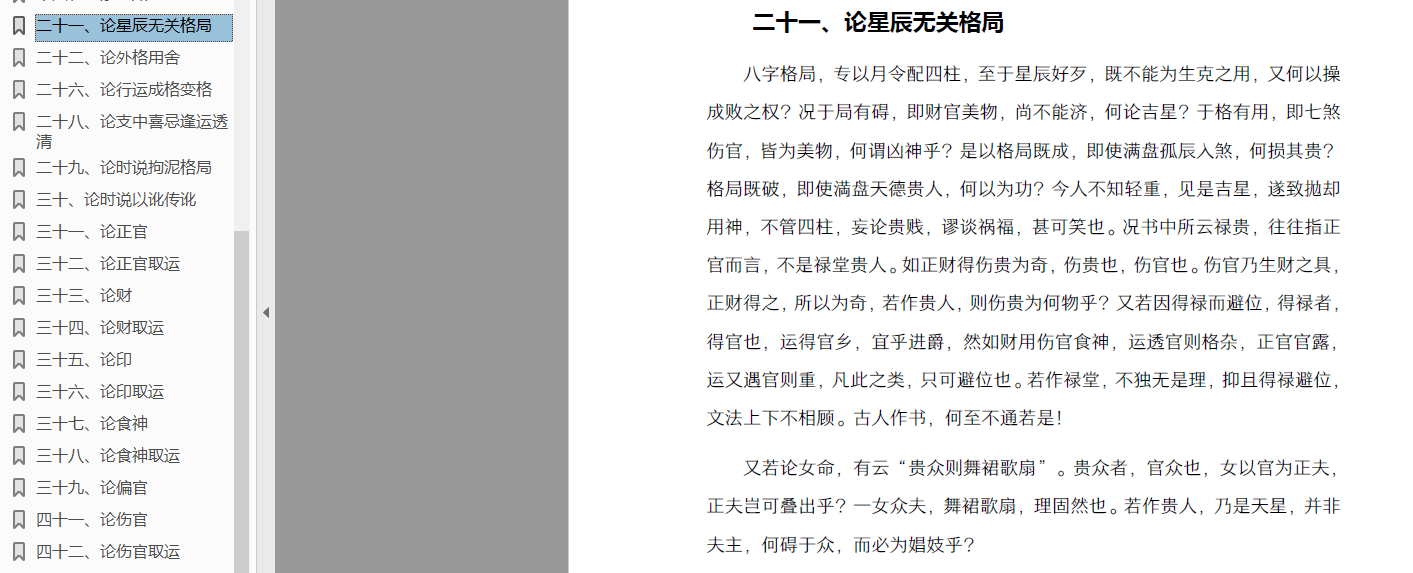 二十一、论星辰无关格局
二十二、论外格用舍
二十六、论行运成格变格
二十八、论支中喜忌逢运透
清
二十九、论时说拘泥格局
三十、论时说以讹传讹
三十一、论正官
三十二、论正官取运
三十三、论财
三十四、论财取运
三十五、论印
三十六、论印取运
三十七、论食神
三十八、论食神取运
三十九、论偏官
四十一、论伤官
四十二、论伤官取运
二十一、论星辰无关格局
八字格局，专以月令配四柱，至于星辰好歹，既不能为生克之用，又何以操
成败之权？况于局有碍，即财官美物，尚不能济，何论吉星？于格有用，即七煞
伤官，皆为美物，何谓凶神乎？是以格局既成，即使满盘孤辰入煞，何损其贵？
格局既破，即使满盘天德贵人，何以为功？今人不知轻重，见是吉星，遂致抛却
用神，不管四柱，妄论贵贱，谬谈祸福，甚可笑也。况书中所云禄贵，往往指正
官而言，不是禄堂贵人。如正财得伤贵为奇，伤贵也，伤官也。伤官乃生财之具，
正财得之，所以为奇，若作贵人，则伤贵为何物乎？又若因得禄而避位，得禄者，
得官也，运得官乡，宜乎进爵，然如财用伤官食神，运透官则格杂，正官官露，
运又遇官则重，凡此之类，只可避位也。若作禄堂，不独无是理，抑且得禄避位，
文法上下不相顾。古人作书，何至不通若是！
又若论女命，有云“贵众则舞裙歌扇”。贵众者，官众也，女以官为正夫，
正夫岂可叠出乎？一女众夫，舞裙歌扇，理固然也。若作贵人，乃是天星，并非
夫主，何碍于众，而必为娼妓乎？